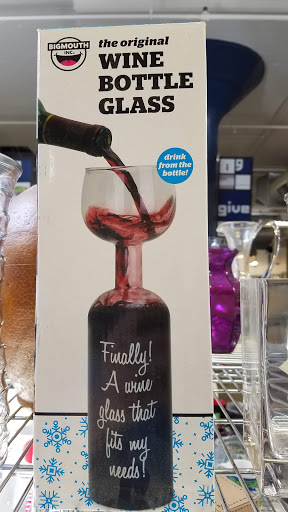 BIGMOUTH
INC.
the original
WINE
BOTTLE
GLASS
drink
from the
bottle!
Finally!
A wine
glass that
fits my
needs!
give